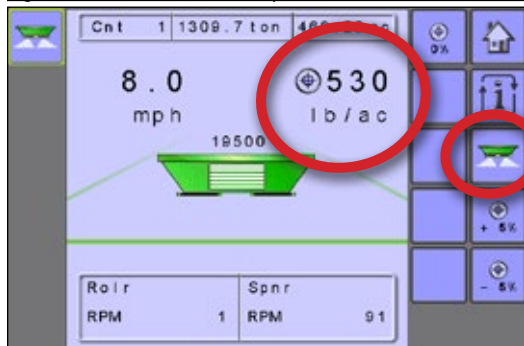 Cnt 1 1309.7 ton
0%
8.0 530
mph lb/ac
19500
+ 5%
- 5%
Rolr Spnr
RPM 1 RPM 91